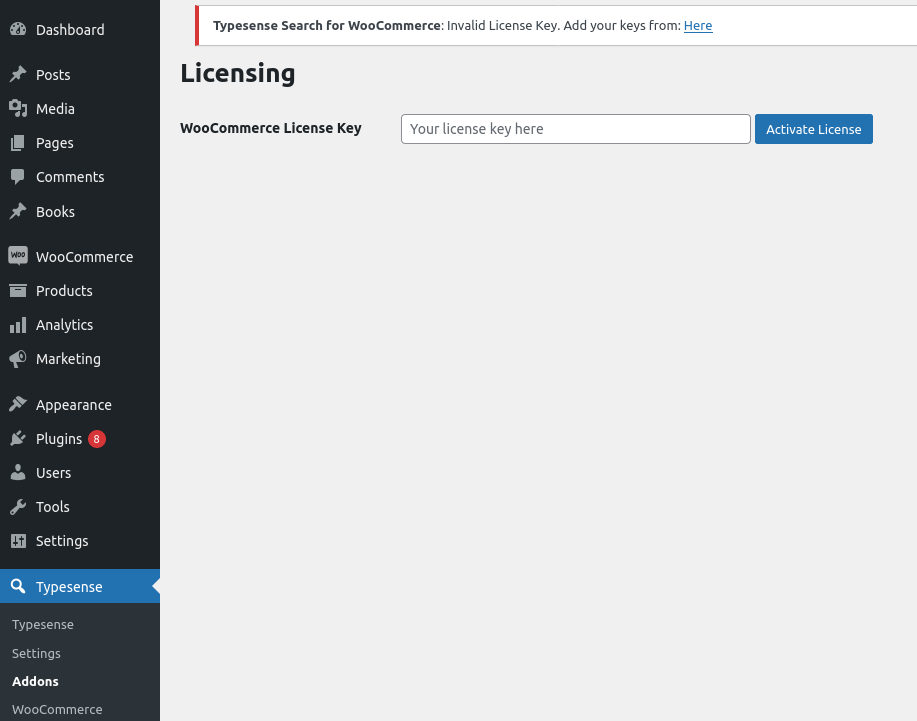 Dashboard
Posts
Media
Pages
Comments
Books
Woo WooCommerce
Products
Analytics
Marketing
Appearance
Plugins 8
Users
Tools
Settings
Typesense
Typesense
Settings
Addons
WooCommerce
Typesense Search for WooCommerce: Invalid License Key. Add your keys from: Here
Licensing
WooCommerce License Key Your license key here Activate License